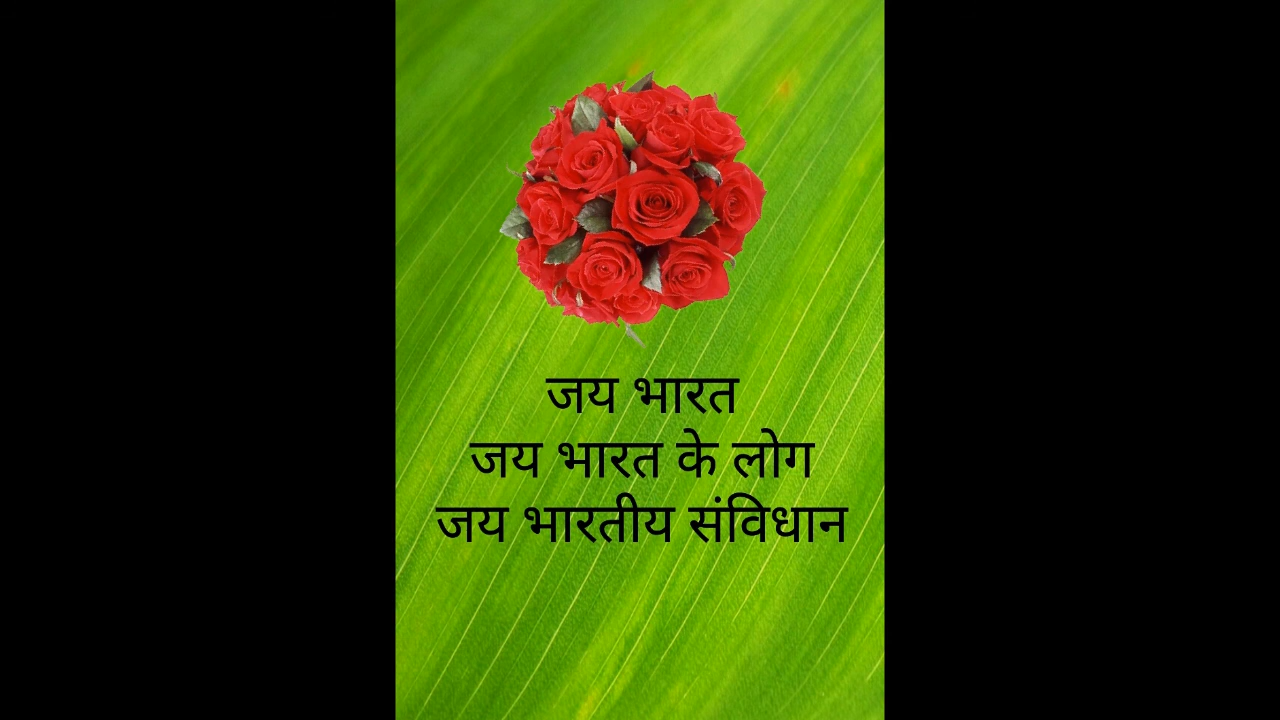 जय भारत
जय भारत के लोग
जय भारतीय संविधान